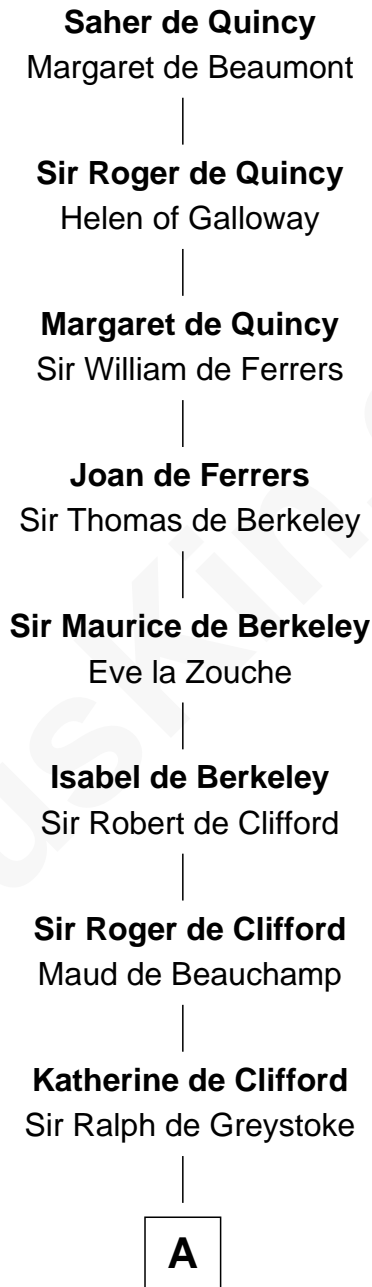 Saher de Quincy
Margaret de Beaumont
Sir Roger de Quincy
Helen of Galloway
Margaret de Quincy
Sir William de Ferrers
Joan de Ferrers
Sir Thomas de Berkeley
Sir Maurice de Berkeley
Eve la Zouche
Isabel de Berkeley
Sir Robert de Clifford
Sir Roger de Clifford
Maud de Beauchamp
Katherine de Clifford
Sir Ralph de Greystoke
A